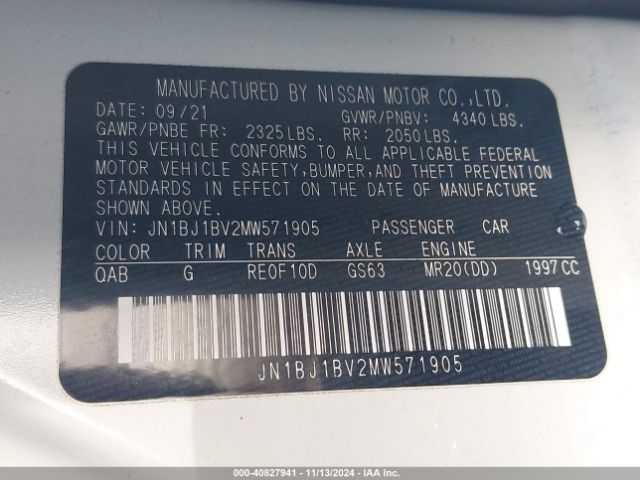 MANUFACTURED BY NISSAN MOTOR CO.,LTD.
DATE: 09/21 GVWR/PNBV: 4340 LBS.
GAWR/PNBE FR: 2325 LBS. RR: 2050 LBS.
THIS VEHICLE CONFORMS TO ALL APPLICABLE FEDERAL
MOTOR VEHICLE SAFETY, BUMPER, AND THEFT PREVENTION
STANDARDS IN EFFECT ON THE DATE OF MANUFACTURE
SHOWN ABOVE.
VIN: JN1BJ1BV2MW571905 PASSENGER CAR
COLOR TRIM TRANS AXLE ENGINE
QAB G RE0F10D GS63 MR20(DD) 1997CC
JN1BJ1BV2MW571905
000-40827941 - 11/13/2024 - IAA Inc.